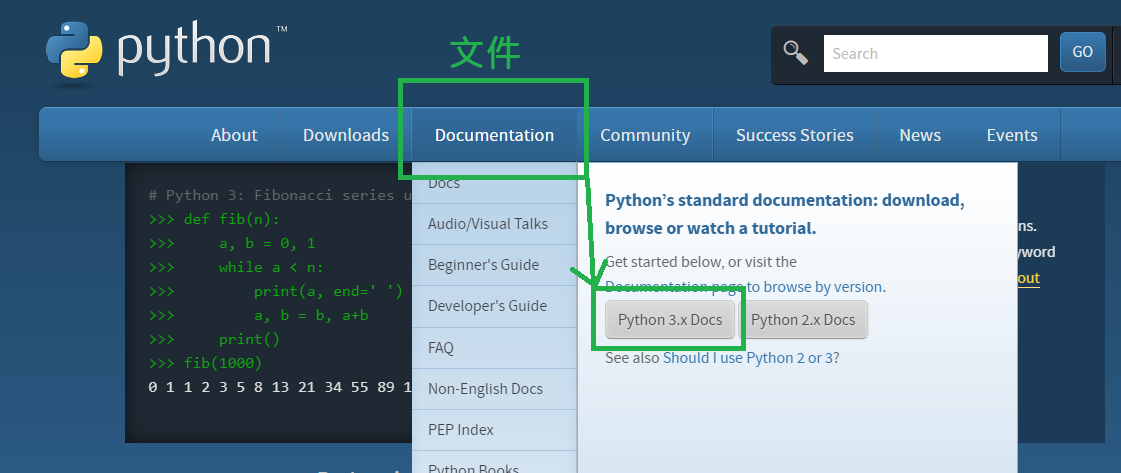 python™
文件
Search
GO
About
Downloads
Documentation
Community
Success Stories
News
Events
# Python 3: Fibonacci series u
>>> def fib(n):
>>>     a, b = 0, 1
>>>     while a < n:
>>>         print(a, end=' ')
>>>         a, b = b, a+b
>>>     print()
>>> fib(1000)
0 1 1 2 3 5 8 13 21 34 55 89 1
Docs
Audio/Visual Talks
Beginner's Guide
Developer's Guide
FAQ
Non-English Docs
PEP Index
Python Books
Python's standard documentation: download,
browse or watch a tutorial.
Get started below, or visit the
Documentation page to browse by version.
Python 3.x Docs
Python 2.x Docs
See also Should I use Python 2 or 3?
ns.
yword
out